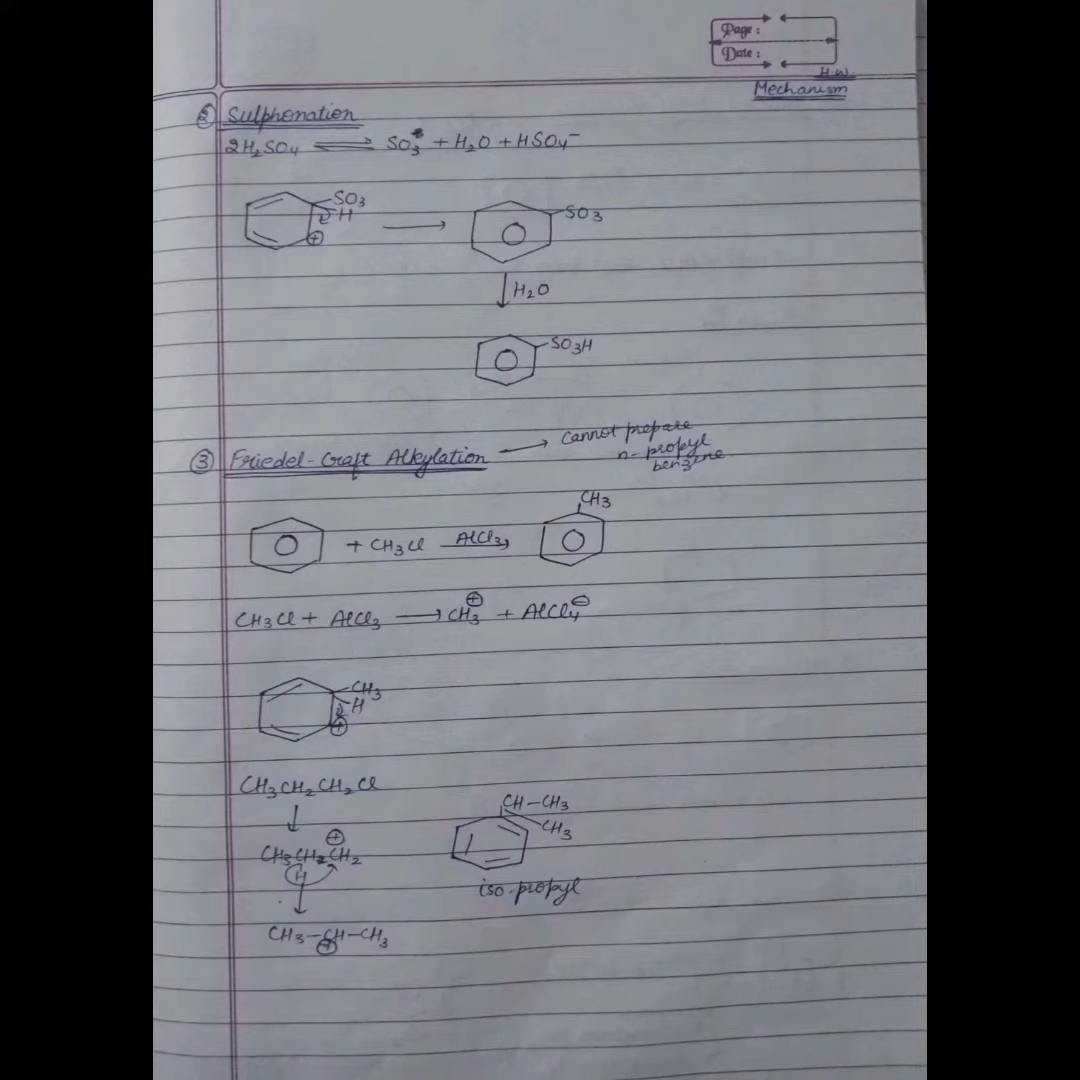 Page :
Date :
H.W.
Mechanism
② Sulphonation
2H₂SO₄ ⇌ SO₃ + H₂O + HSO₄⁻
SO₃
H
⊕
→
SO₃
↓ H₂O
SO₃H
③ Friedel-Craft Alkylation → Cannot prepare
n-propyl
benzene
CH₃
+ CH₃Cl AlCl₃→
CH₃Cl + AlCl₃ → CH₃⊕ + AlCl₄⊖
CH₃
H
⊕
CH₃CH₂CH₂Cl
↓
CH-CH₃
CH₃
⊕
CH₃CH₂CH₂
H
iso-propyl
↓
CH₃-CH-CH₃
⊕